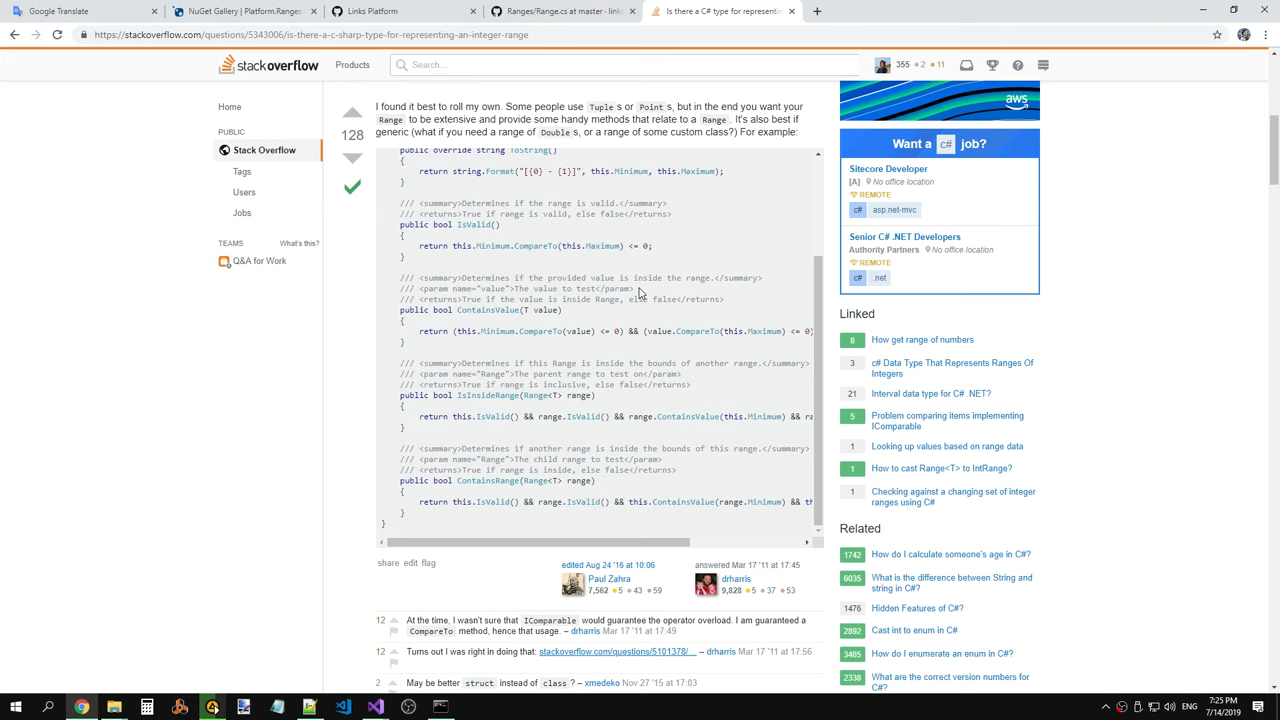 C# type for representing an integer
NuGet Gallery | Platform.Ranges
Links Platform
Ranges/Range.cs at master · links-
Is there a C# type for representin
https://stackoverflow.com/questions/5343006/is-there-a-c-sharp-type-for-representing-an-integer-range
stackoverflow
Products
Search...
355 2 11
Home
PUBLIC
Stack Overflow
Tags
Users
Jobs
TEAMS What's this?
Q&A for Work
128
I found it best to roll my own. Some people use Tuple s or Point s, but in the end you want your
Range to be extensive and provide some handy methods that relate to a Range. It's also best if
generic (what if you need a range of Double s, or a range of some custom class?) For example:
public override string ToString()
{
return string.Format("[{0} - {1}]", this.Minimum, this.Maximum);
}
/// <summary>Determines if the range is valid.</summary>
/// <returns>True if range is valid, else false</returns>
public bool IsValid()
{
return this.Minimum.CompareTo(this.Maximum) <= 0;
}
/// <summary>Determines if the provided value is inside the range.</summary>
/// <param name="value">The value to test</param>
/// <returns>True if the value is inside Range, else false</returns>
public bool ContainsValue(T value)
{
return (this.Minimum.CompareTo(value) <= 0) && (value.CompareTo(this.Maximum) <= 0)
}
/// <summary>Determines if this Range is inside the bounds of another range.</summary>
/// <param name="Range">The parent range to test on</param>
/// <returns>True if range is inclusive, else false</returns>
public bool IsInsideRange(Range<T> range)
{
return this.IsValid() && range.IsValid() && range.ContainsValue(this.Minimum) && ra
}
/// <summary>Determines if another range is inside the bounds of this range.</summary>
/// <param name="Range">The child range to test</param>
/// <returns>True if range is inside, else false</returns>
public bool ContainsRange(Range<T> range)
{
return this.IsValid() && range.IsValid() && this.ContainsValue(range.Minimum) && th
}
}
share edit flag
edited Aug 24 '16 at 10:06
Paul Zahra
7,562 5 43 59
answered Mar 17 '11 at 17:45
drharris
9,828 5 37 53
12 At the time, I wasn't sure that IComparable would guarantee the operator overload. I am guaranteed a
CompareTo method, hence that usage. – drharris Mar 17 '11 at 17:49
12 Turns out I was right in doing that: stackoverflow.com/questions/5101378/... – drharris Mar 17 '11 at 17:56
2 May be better struct instead of class ? – xmedeko Nov 27 '15 at 17:03
aws
Want a c# job?
Sitecore Developer
[A] No office location
REMOTE
c# asp.net-mvc
Senior C# .NET Developers
Authority Partners No office location
REMOTE
c# .net
Linked
8 How get range of numbers
3 c# Data Type That Represents Ranges Of
Integers
21 Interval data type for C# .NET?
5 Problem comparing items implementing
IComparable
1 Looking up values based on range data
1 How to cast Range<T> to IntRange?
1 Checking against a changing set of integer
ranges using C#
Related
1742 How do I calculate someone's age in C#?
6035 What is the difference between String and
string in C#?
1476 Hidden Features of C#?
2892 Cast int to enum in C#
3485 How do I enumerate an enum in C#?
2338 What are the correct version numbers for
C#?
ENG
7:25 PM
7/14/2019